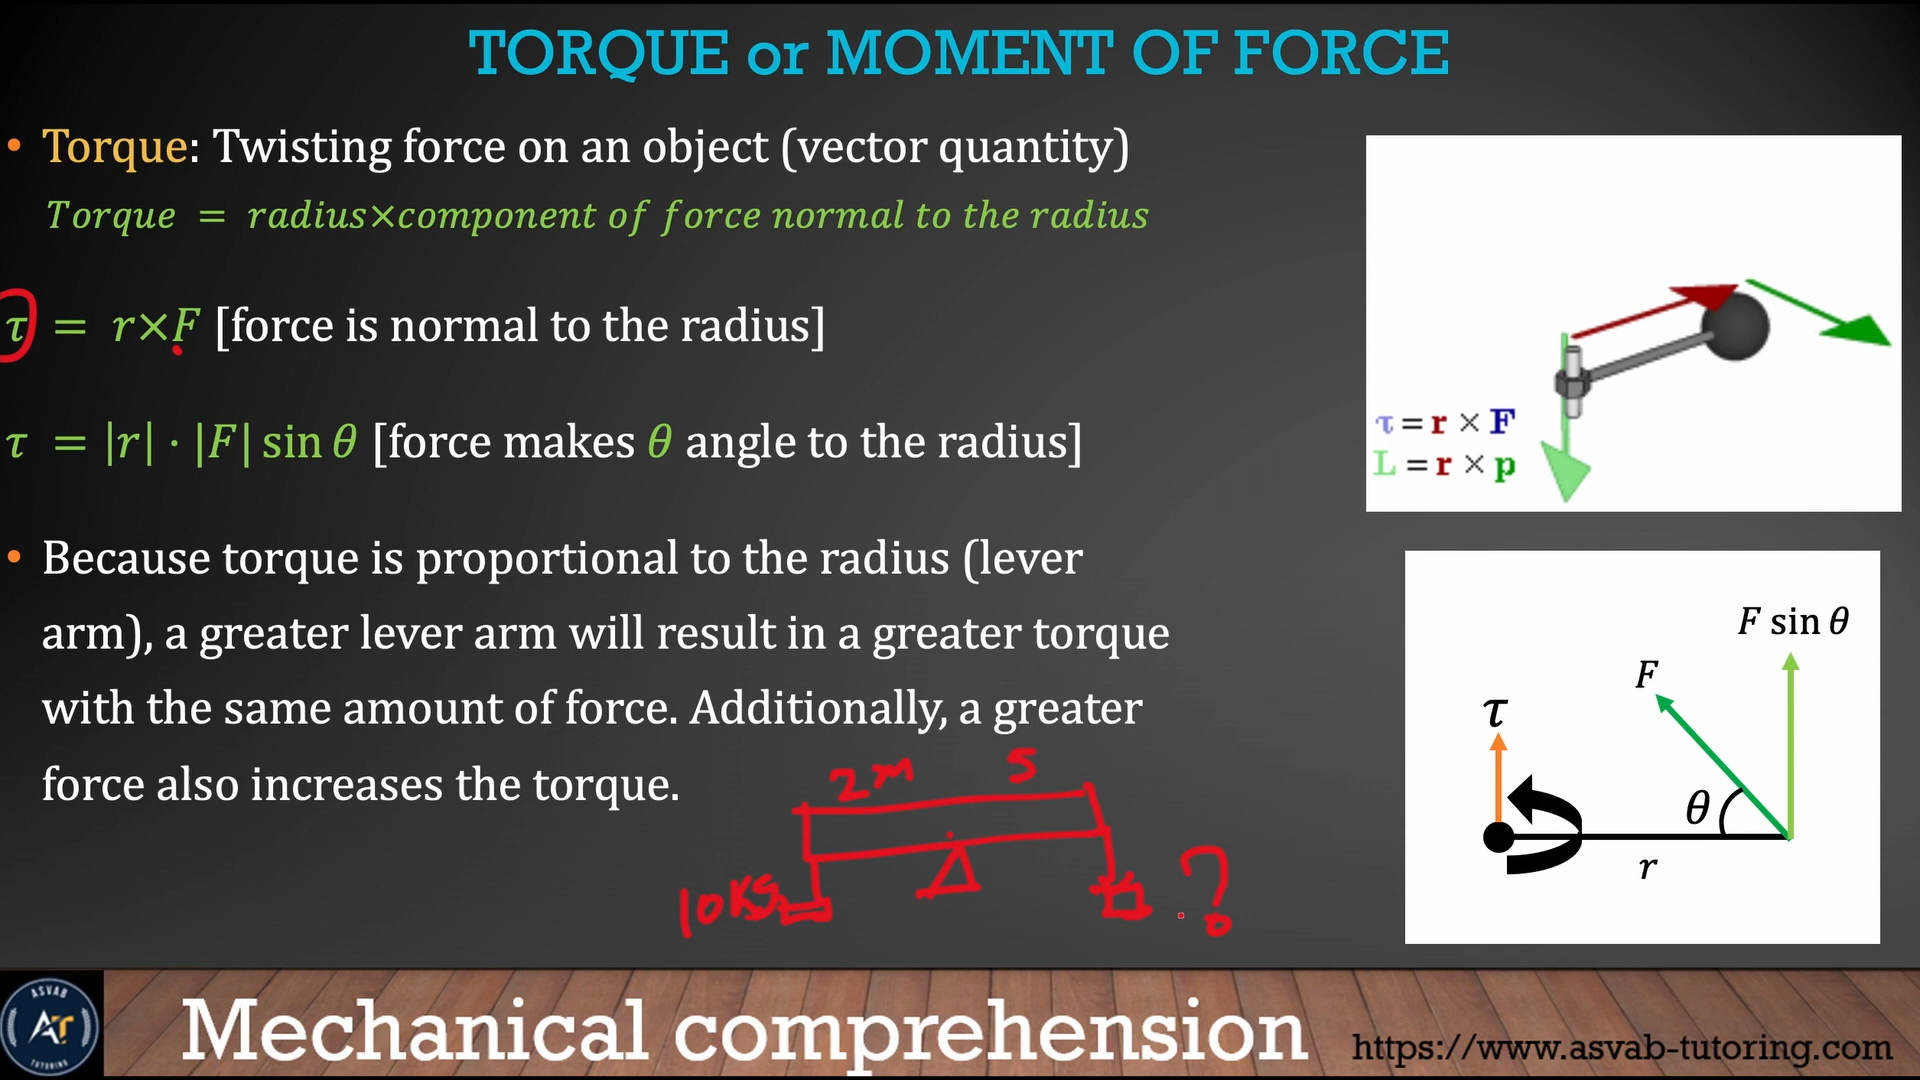 TORQUE or MOMENT OF FORCE
• Torque: Twisting force on an object (vector quantity)
Torque = radius×component of force normal to the radius
τ = r×F [force is normal to the radius]
τ = |r| · |F| sin θ [force makes θ angle to the radius]
• Because torque is proportional to the radius (lever
arm), a greater lever arm will result in a greater torque
with the same amount of force. Additionally, a greater
force also increases the torque.
2m 5
10KG ?
τ = r × F
L = r × p
F sin θ
F
τ
θ
r
ASVAB
AT
TUTORING
Mechanical comprehension
https://www.asvab-tutoring.com